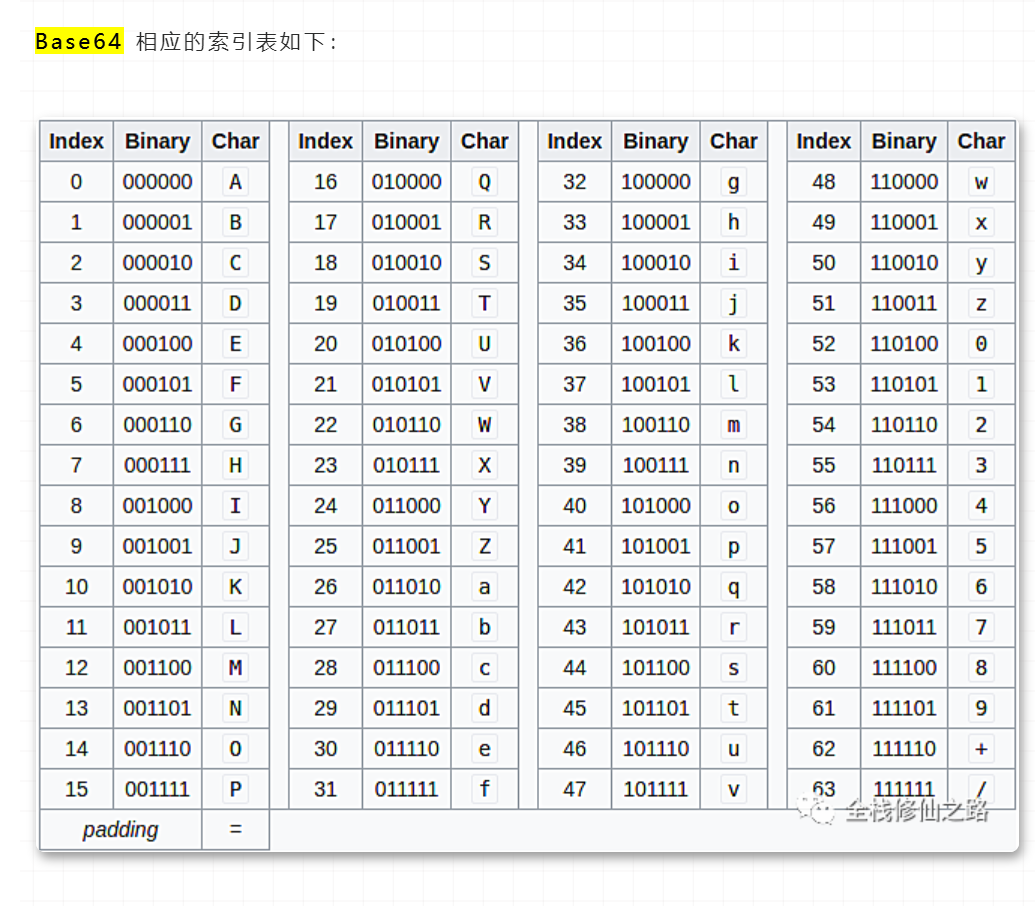 Base64 相应的索引表如下：
Index Binary Char Index Binary Char Index Binary Char Index Binary Char
0 000000 A 16 010000 Q 32 100000 g 48 110000 w
1 000001 B 17 010001 R 33 100001 h 49 110001 x
2 000010 C 18 010010 S 34 100010 i 50 110010 y
3 000011 D 19 010011 T 35 100011 j 51 110011 z
4 000100 E 20 010100 U 36 100100 k 52 110100 0
5 000101 F 21 010101 V 37 100101 l 53 110101 1
6 000110 G 22 010110 W 38 100110 m 54 110110 2
7 000111 H 23 010111 X 39 100111 n 55 110111 3
8 001000 I 24 011000 Y 40 101000 o 56 111000 4
9 001001 J 25 011001 Z 41 101001 p 57 111001 5
10 001010 K 26 011010 a 42 101010 q 58 111010 6
11 001011 L 27 011011 b 43 101011 r 59 111011 7
12 001100 M 28 011100 c 44 101100 s 60 111100 8
13 001101 N 29 011101 d 45 101101 t 61 111101 9
14 001110 O 30 011110 e 46 101110 u 62 111110 +
15 001111 P 31 011111 f 47 101111 v 63 111111 /
全栈修仙之路
padding =